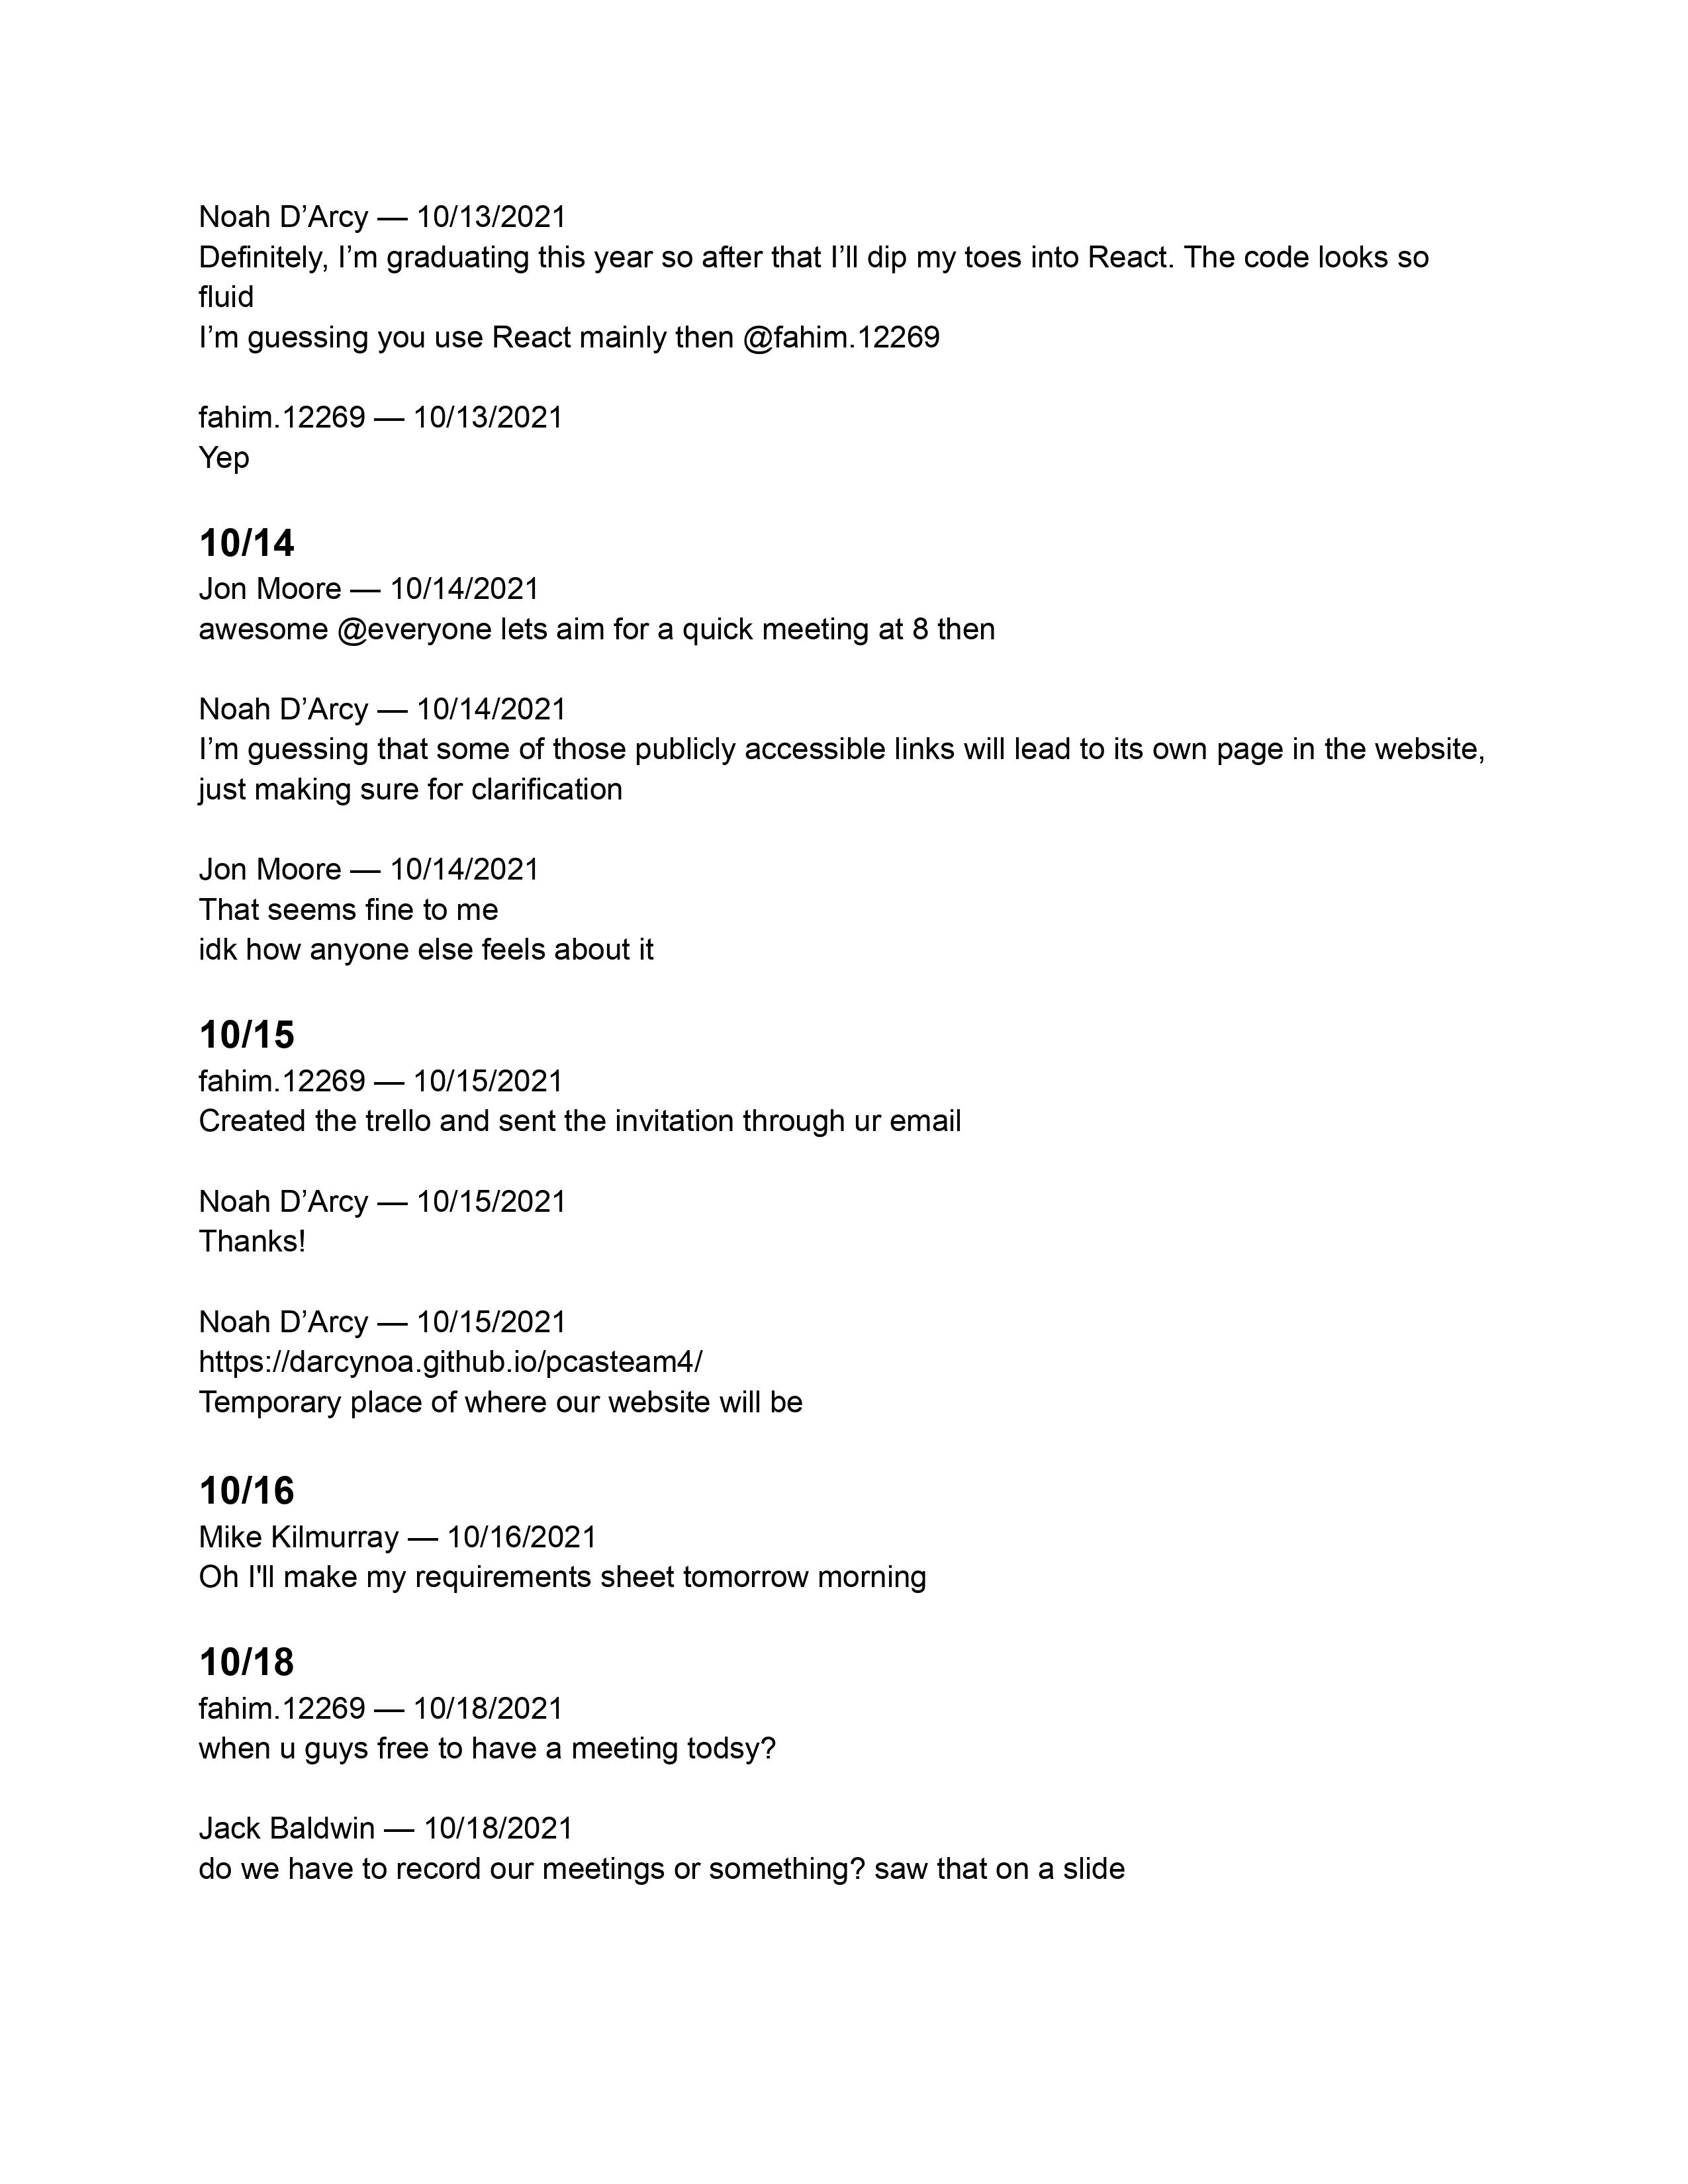 Noah D’Arcy — 10/13/2021
Definitely, I’m graduating this year so after that I’ll dip my toes into React. The code looks so
fluid
I’m guessing you use React mainly then @fahim.12269
fahim.12269 — 10/13/2021
Yep
10/14
Jon Moore — 10/14/2021
awesome @everyone lets aim for a quick meeting at 8 then
Noah D’Arcy — 10/14/2021
I’m guessing that some of those publicly accessible links will lead to its own page in the website,
just making sure for clarification
Jon Moore — 10/14/2021
That seems fine to me
idk how anyone else feels about it
10/15
fahim.12269 — 10/15/2021
Created the trello and sent the invitation through ur email
Noah D’Arcy — 10/15/2021
Thanks!
Noah D’Arcy — 10/15/2021
https://darcynoa.github.io/pcasteam4/
Temporary place of where our website will be
10/16
Mike Kilmurray — 10/16/2021
Oh I'll make my requirements sheet tomorrow morning
10/18
fahim.12269 — 10/18/2021
when u guys free to have a meeting todsy?
Jack Baldwin — 10/18/2021
do we have to record our meetings or something? saw that on a slide